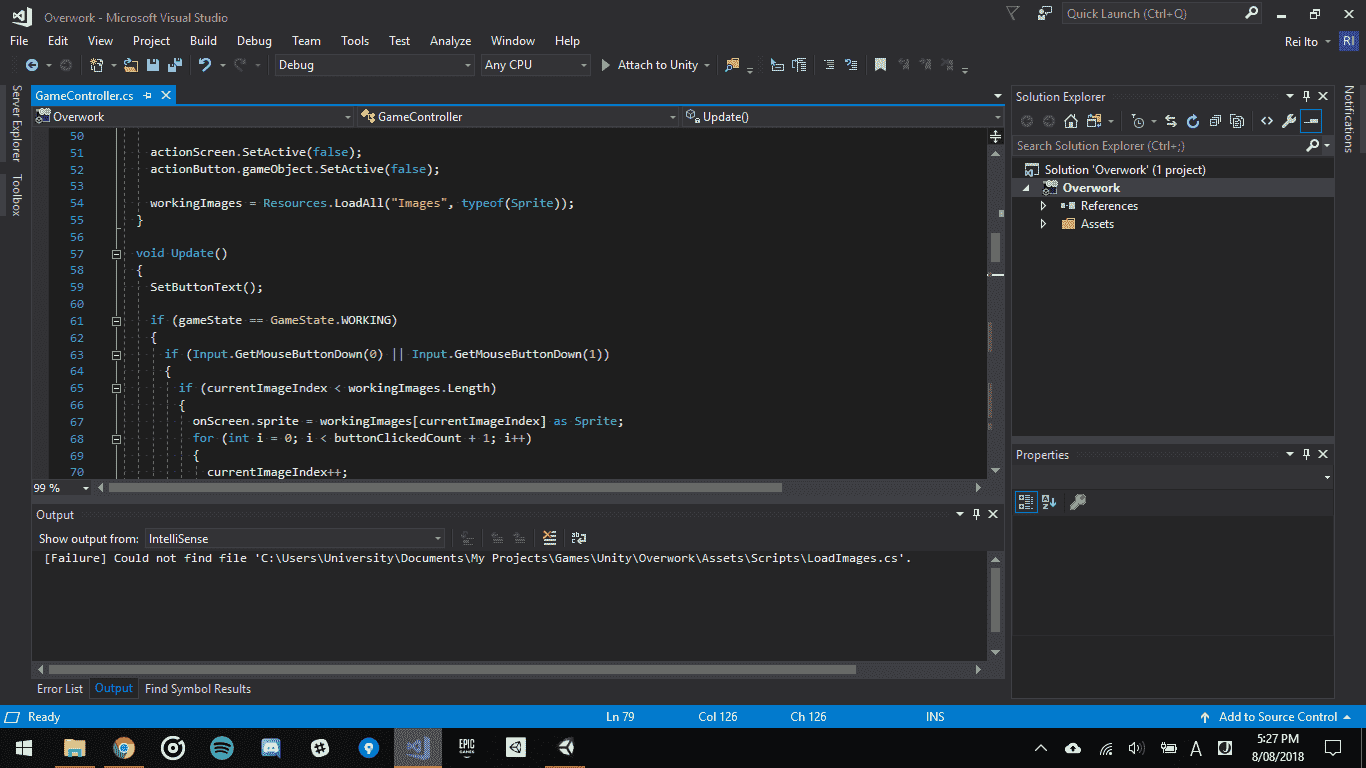 Overwork - Microsoft Visual Studio
Quick Launch (Ctrl+Q)
File Edit View Project Build Debug Team Tools Test Analyze Window Help
Rei Ito RI
Debug Any CPU Attach to Unity
Server Explorer
Toolbox
GameController.cs
Overwork GameController Update()
50
51 actionScreen.SetActive(false);
52 actionButton.gameObject.SetActive(false);
53
54 workingImages = Resources.LoadAll("Images", typeof(Sprite));
55 }
56
57 void Update()
58 {
59 SetButtonText();
60
61 if (gameState == GameState.WORKING)
62 {
63 if (Input.GetMouseButtonDown(0) || Input.GetMouseButtonDown(1))
64 {
65 if (currentImageIndex < workingImages.Length)
66 {
67 onScreen.sprite = workingImages[currentImageIndex] as Sprite;
68 for (int i = 0; i < buttonClickedCount + 1; i++)
69 {
70 currentImageIndex++;
99 %
Output
Show output from: IntelliSense
[Failure] Could not find file 'C:\Users\University\Documents\My Projects\Games\Unity\Overwork\Assets\Scripts\LoadImages.cs'.
Error List Output Find Symbol Results
Solution Explorer
Search Solution Explorer (Ctrl+;)
Solution 'Overwork' (1 project)
Overwork
References
Assets
Properties
Notifications
Ready Ln 79 Col 126 Ch 126 INS Add to Source Control
EPIC GAMES
A
J
5:27 PM
8/08/2018